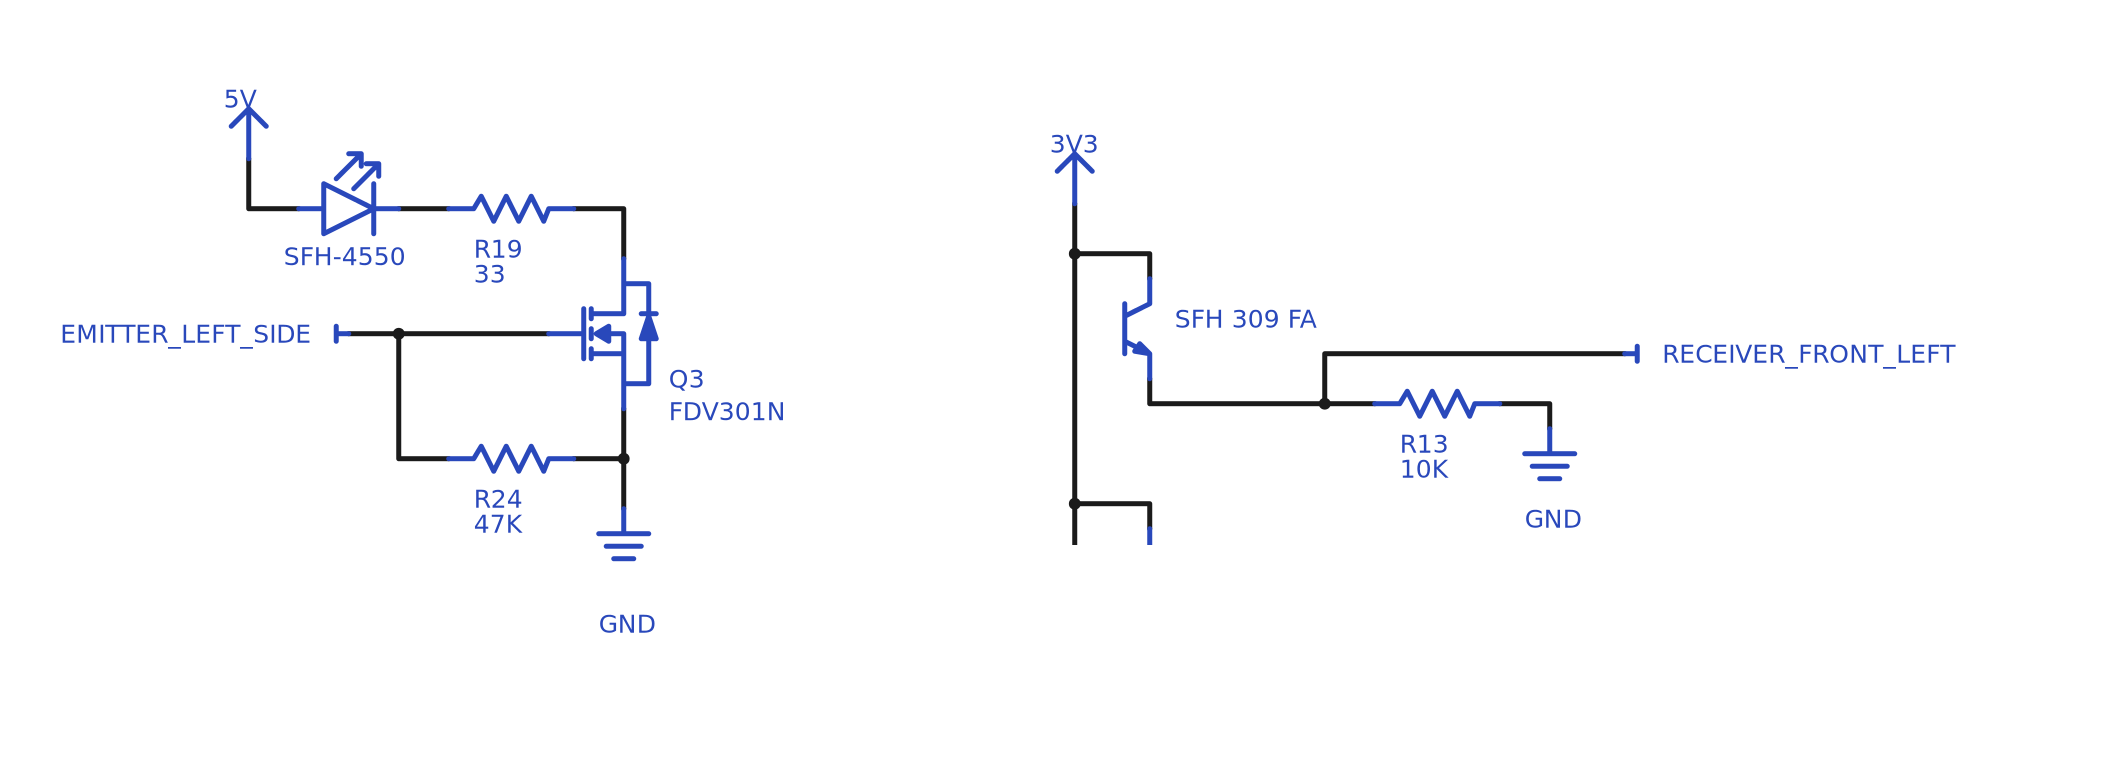 5V
SFH-4550
R19
33
EMITTER_LEFT_SIDE
Q3
FDV301N
R24
47K
GND
3V3
SFH 309 FA
RECEIVER_FRONT_LEFT
R13
10K
GND